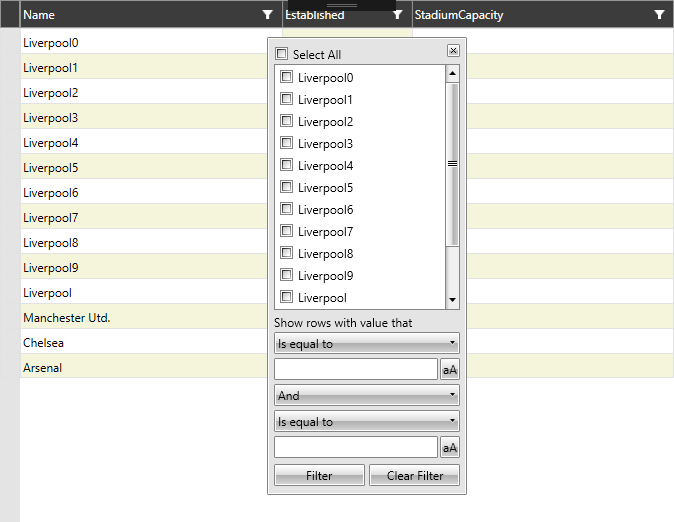 Name Established StadiumCapacity
Liverpool0
Liverpool1
Liverpool2
Liverpool3
Liverpool4
Liverpool5
Liverpool6
Liverpool7
Liverpool8
Liverpool9
Liverpool
Manchester Utd.
Chelsea
Arsenal
Select All
Liverpool0
Liverpool1
Liverpool2
Liverpool3
Liverpool4
Liverpool5
Liverpool6
Liverpool7
Liverpool8
Liverpool9
Liverpool
Show rows with value that
Is equal to
aA
And
Is equal to
aA
Filter Clear Filter